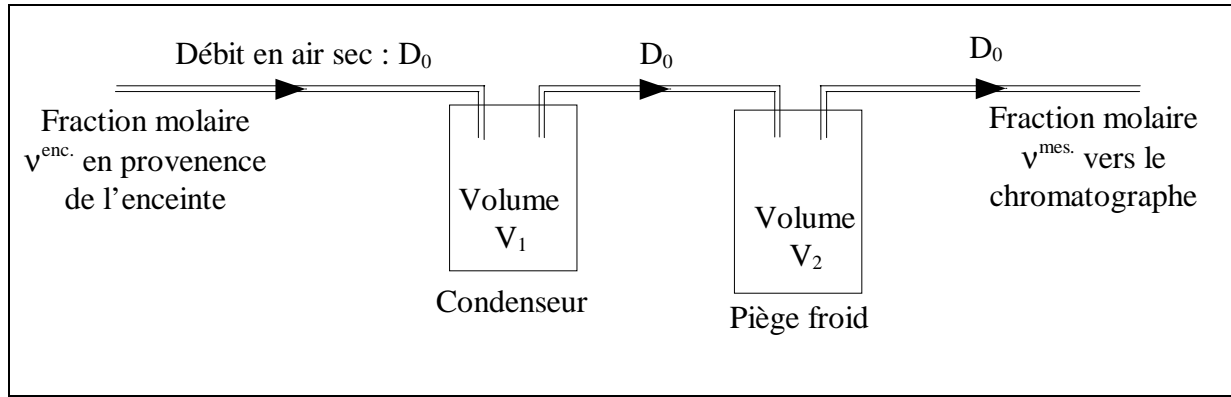 Débit en air sec : D₀
D₀
D₀
Fraction molaire
ν^enc. en provenence
de l'enceinte
Fraction molaire
ν^mes. vers le
chromatographe
Volume
V₁
Volume
V₂
Condenseur
Piège froid